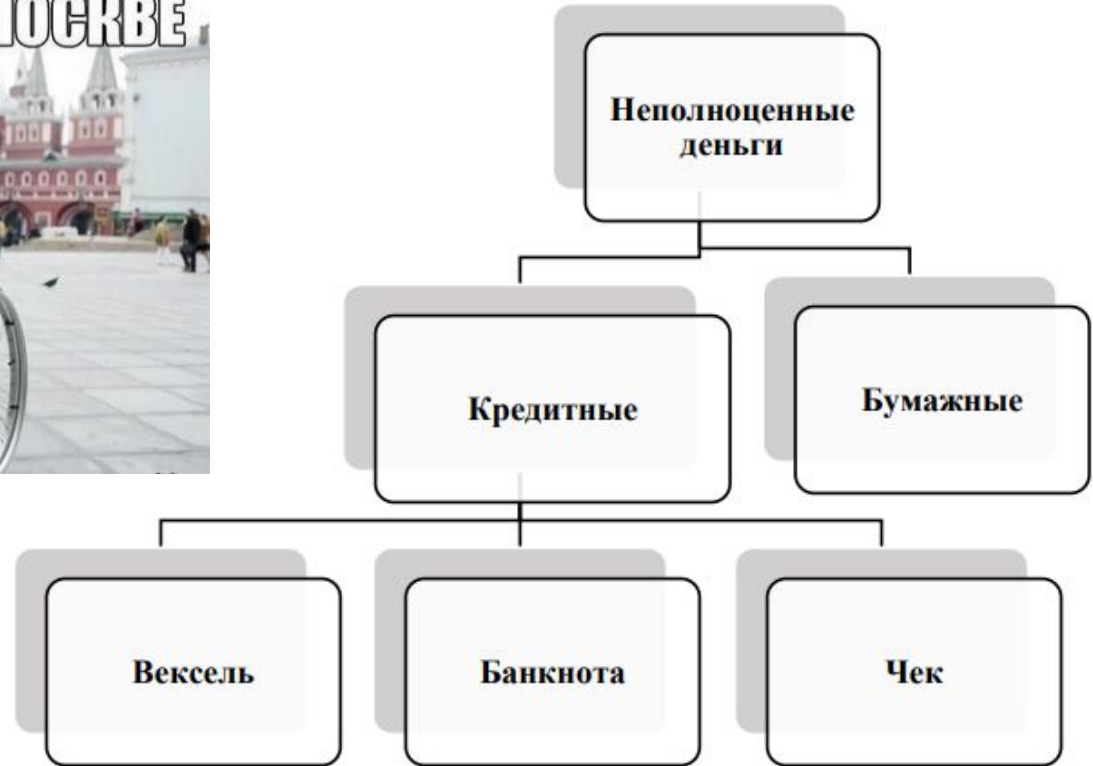 МОСКВЕ
Неполноценные
деньги
Кредитные
Бумажные
Вексель
Банкнота
Чек